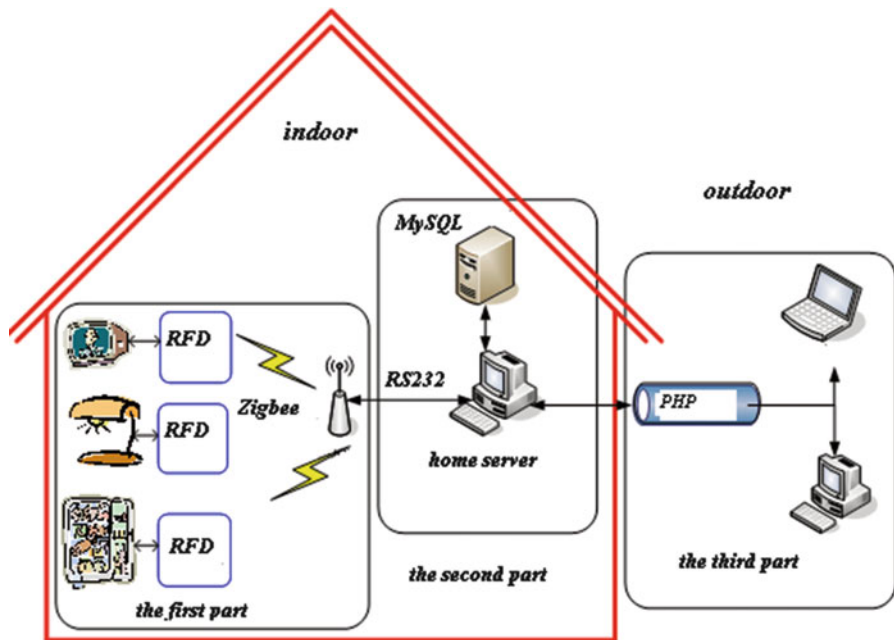 indoor
outdoor
MySQL
RFD
RS232
PHP
Zigbee
RFD
home server
RFD
the first part
the second part
the third part